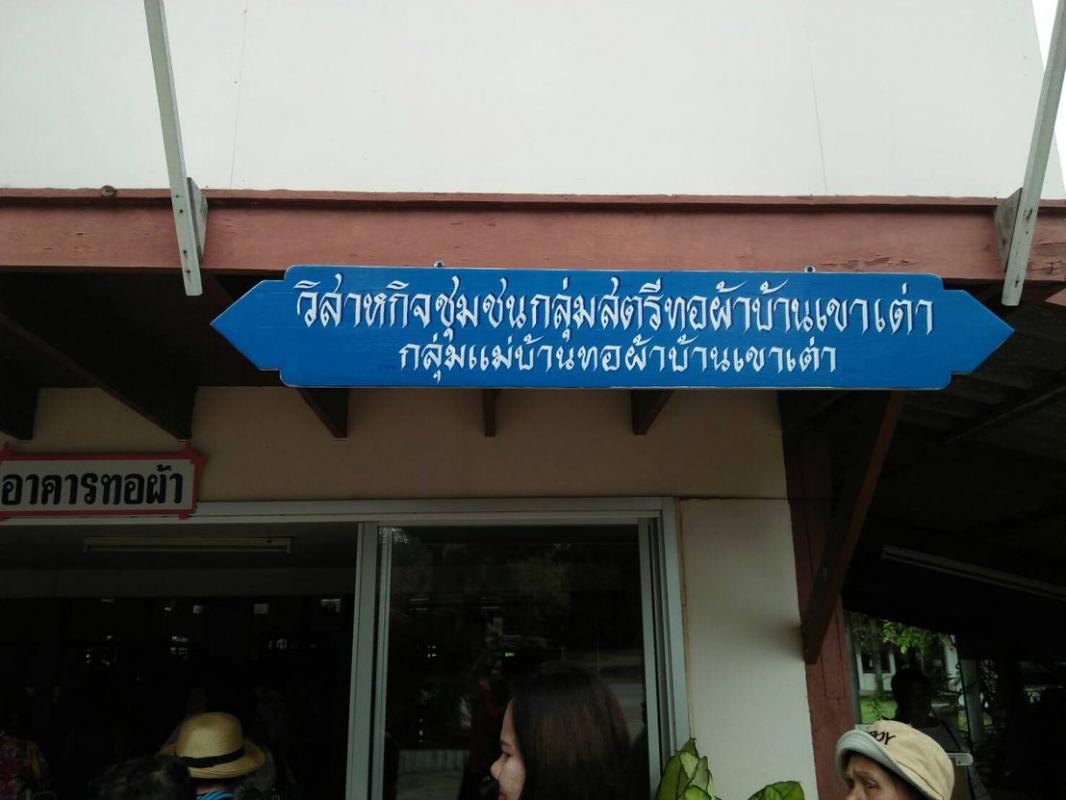 วิสาหกิจชุมชนกลุ่มสตรีทอผ้าบ้านเขาเต่า
กลุ่มแม่บ้านทอผ้าบ้านเขาเต่า
อาคารทอผ้า